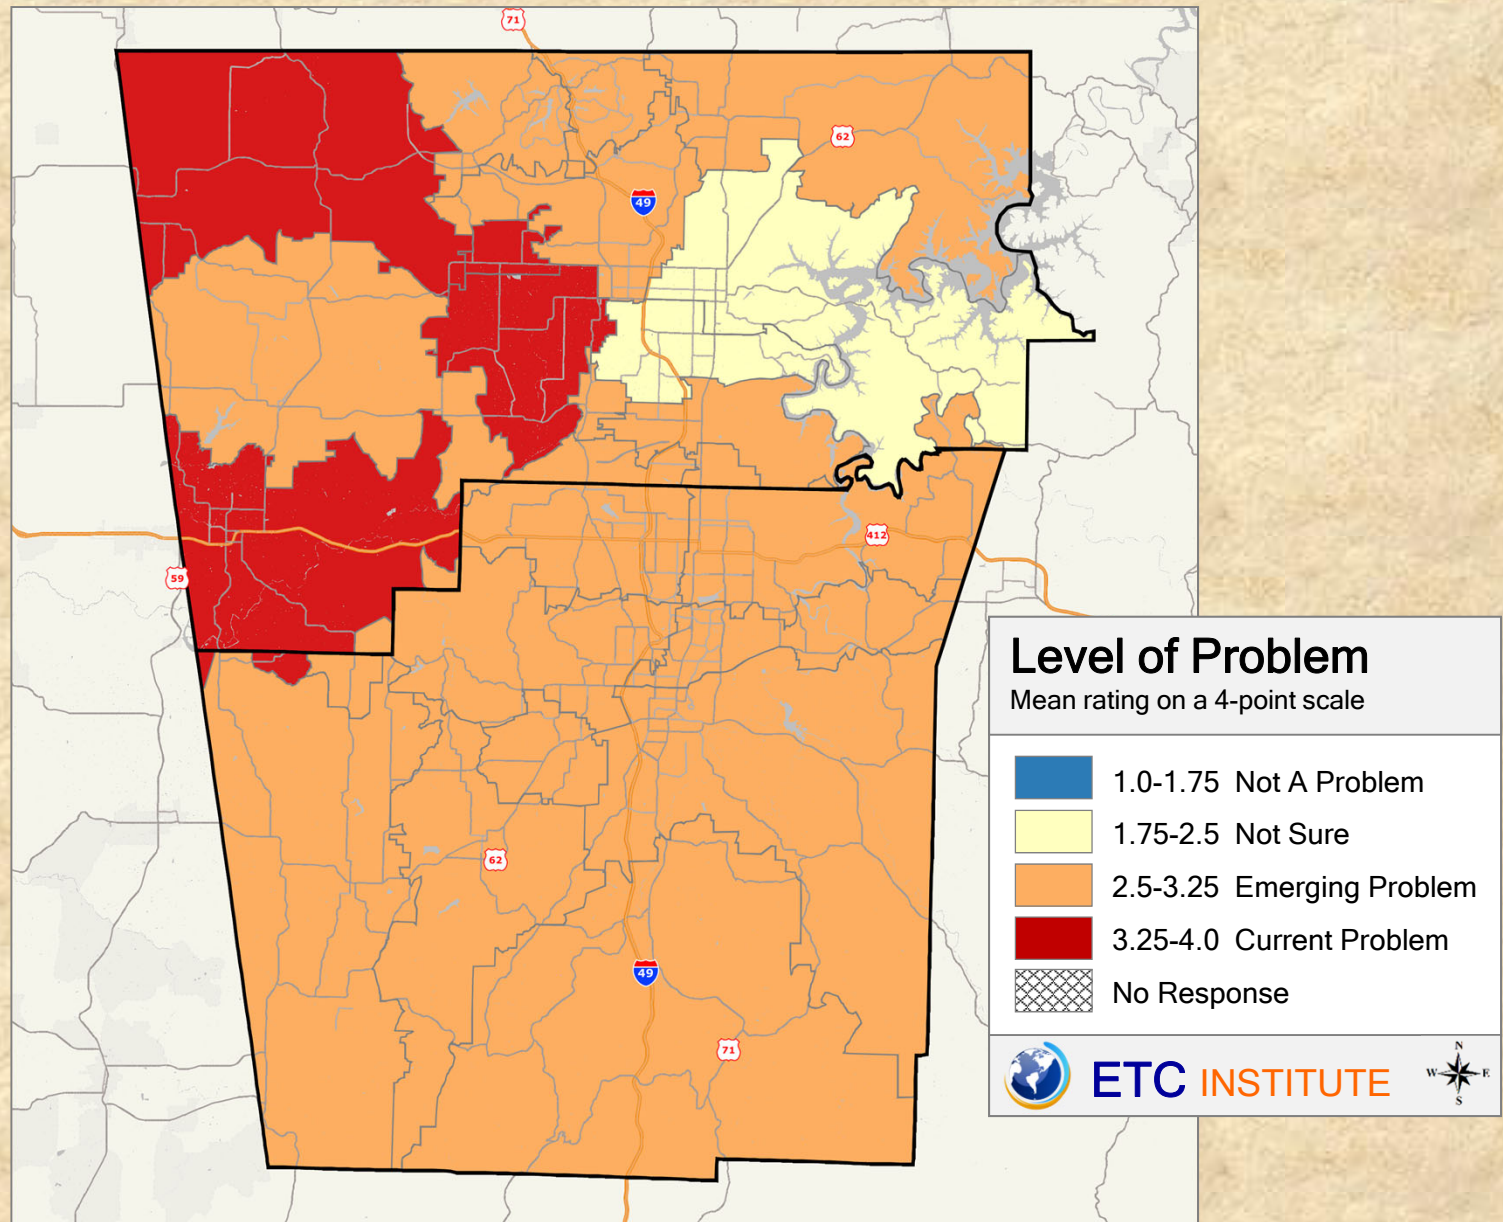 71
62
49
412
59
62
49
71
Level of Problem
Mean rating on a 4-point scale
1.0-1.75 Not A Problem
1.75-2.5 Not Sure
2.5-3.25 Emerging Problem
3.25-4.0 Current Problem
No Response
ETC INSTITUTE
N
W E
S